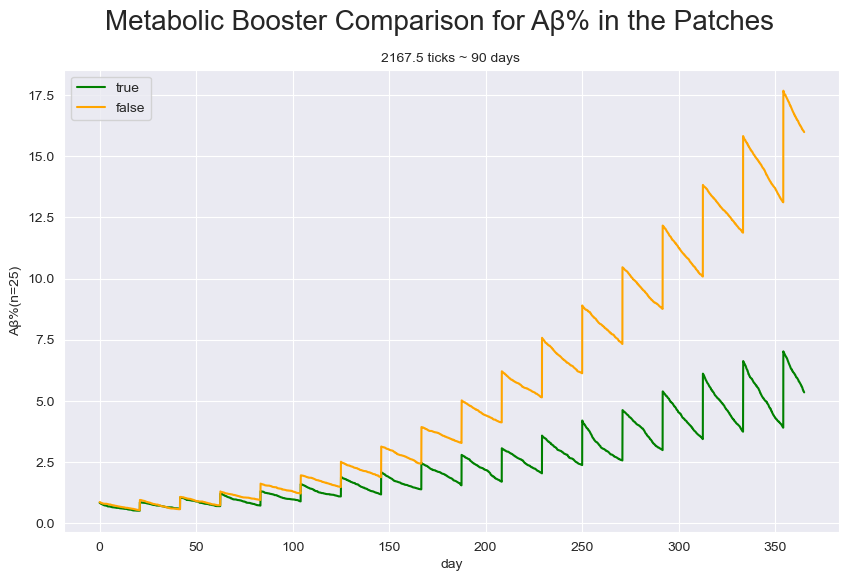 Metabolic Booster Comparison for Aβ% in the Patches
2167.5 ticks ~ 90 days
true
false
17.5
15.0
12.5
10.0
7.5
5.0
2.5
0.0
Aβ%(n=25)
0 50 100 150 200 250 300 350
day